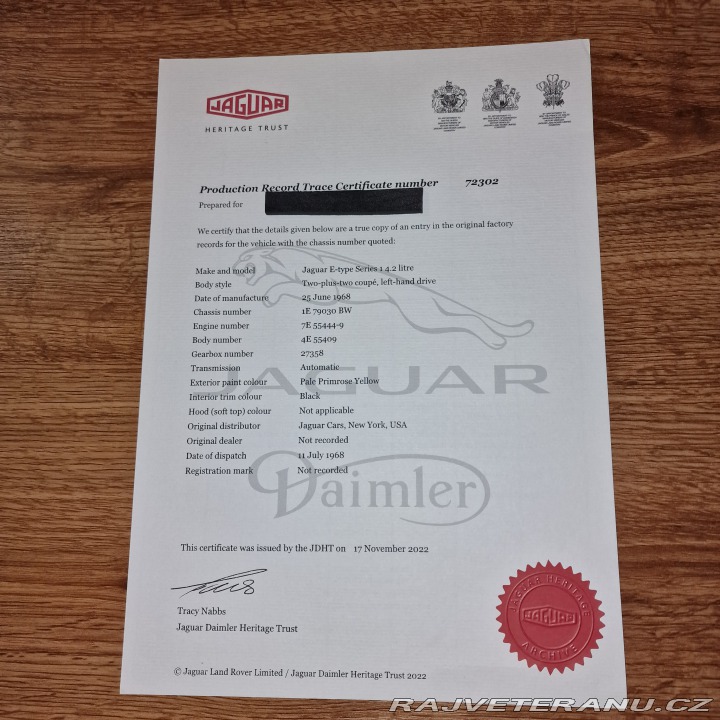 JAGUAR
HERITAGE TRUST
Production Record Trace Certificate number 72302
Prepared for
We certify that the details given below are a true copy of an entry in the original factory
records for the vehicle with the chassis number quoted:
Make and model Jaguar E-type Series 1 4.2 litre
Body style Two-plus-two coupé, left-hand drive
Date of manufacture 25 June 1968
Chassis number 1E 79030 BW
Engine number 7E 55444-9
Body number 4E 55409
Gearbox number 27358
Transmission Automatic
Exterior paint colour Pale Primrose Yellow
Interior trim colour Black
Hood (soft top) colour Not applicable
Original distributor Jaguar Cars, New York, USA
Original dealer Not recorded
Date of dispatch 11 July 1968
Registration mark Not recorded
JAGUAR
Daimler
This certificate was issued by the JDHT on 17 November 2022
Tracy Nabbs
Jaguar Daimler Heritage Trust
JAGUAR HERITAGE
JAGUAR
ARCHIVE
© Jaguar Land Rover Limited / Jaguar Daimler Heritage Trust 2022
RAJVETERANU.CZ